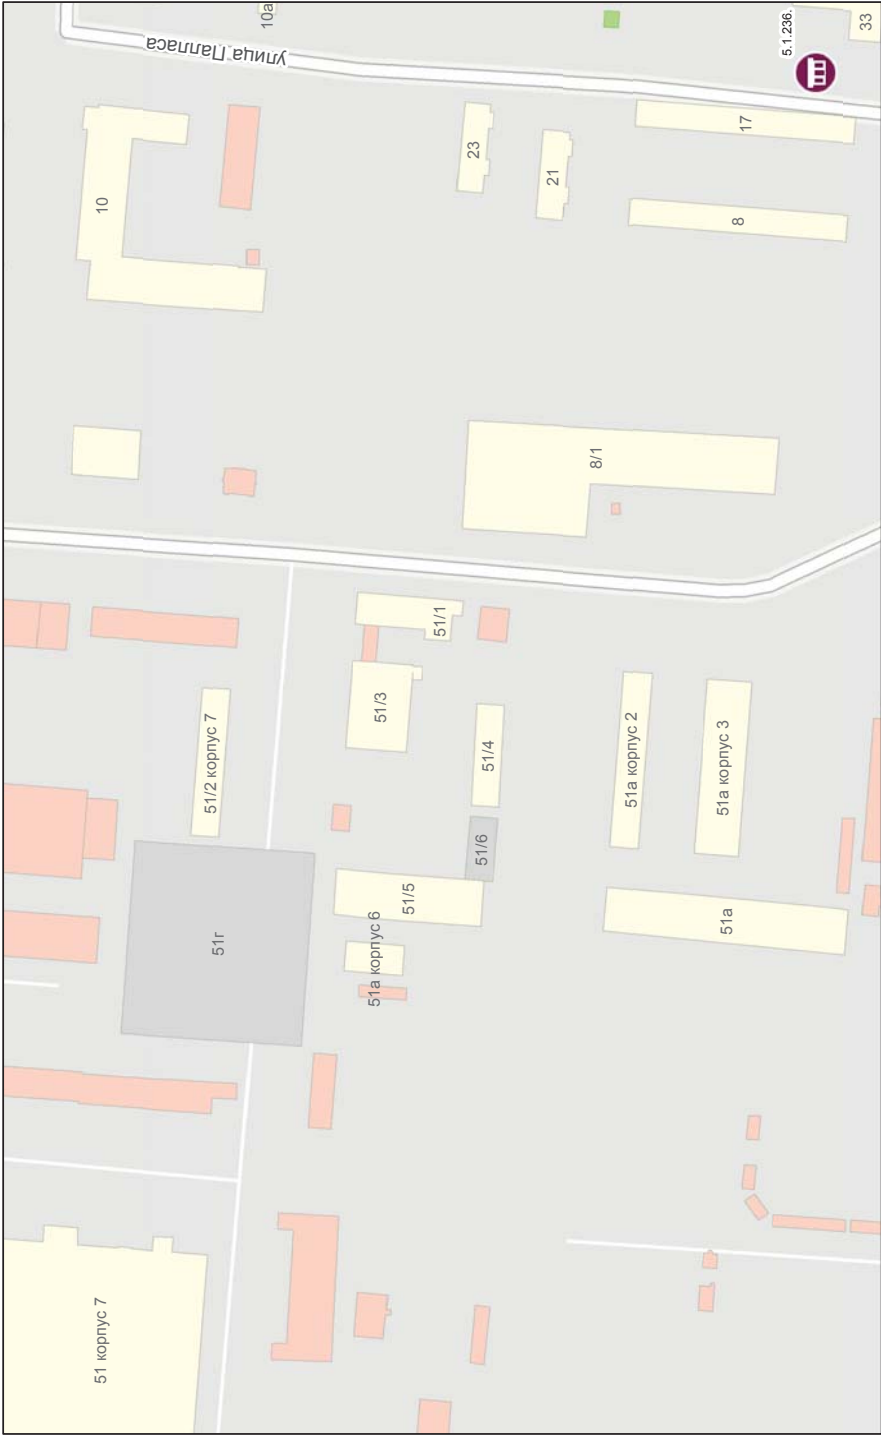 10а
33
5.1.236.
улица Палласа
17
10
23
21
8
8/1
51/1
51/3
51/2 корпус 7
51/4
51а корпус 2
51а корпус 3
51/6
51/5
51а
51г
51а корпус 6
51 корпус 7